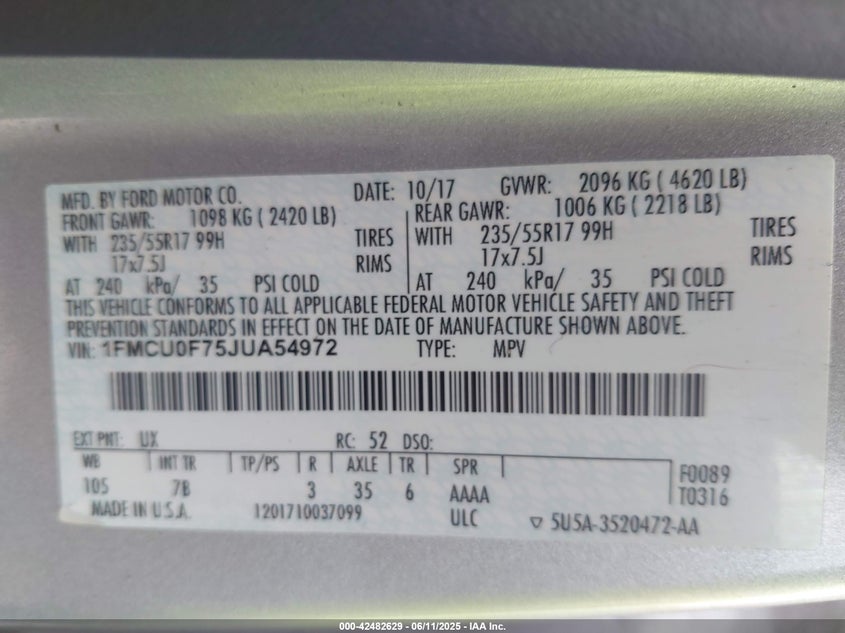 MFD. BY FORD MOTOR CO. DATE: 10/17 GVWR: 2096 KG ( 4620 LB)
FRONT GAWR: 1098 KG ( 2420 LB) REAR GAWR: 1006 KG ( 2218 LB)
WITH 235/55R17 99H TIRES WITH 235/55R17 99H TIRES
17x7.5J RIMS 17x7.5J RIMS
AT 240 kPa/ 35 PSI COLD AT 240 kPa/ 35 PSI COLD
THIS VEHICLE CONFORMS TO ALL APPLICABLE FEDERAL MOTOR VEHICLE SAFETY AND THEFT
PREVENTION STANDARDS IN EFFECT ON THE DATE OF MANUFACTURE SHOWN ABOVE.
VIN: 1FMCU0F75JUA54972 TYPE: MPV
EXT PNT: UX RC: 52 DSO:
WB INT TR TP/PS R AXLE TR SPR F0089
105 7B 3 35 6 AAAA T0316
MADE IN U.S.A. 1201710037099 ULC ▽ 5U5A-3520472-AA
000-42482629 - 06/11/2025 - IAA Inc.